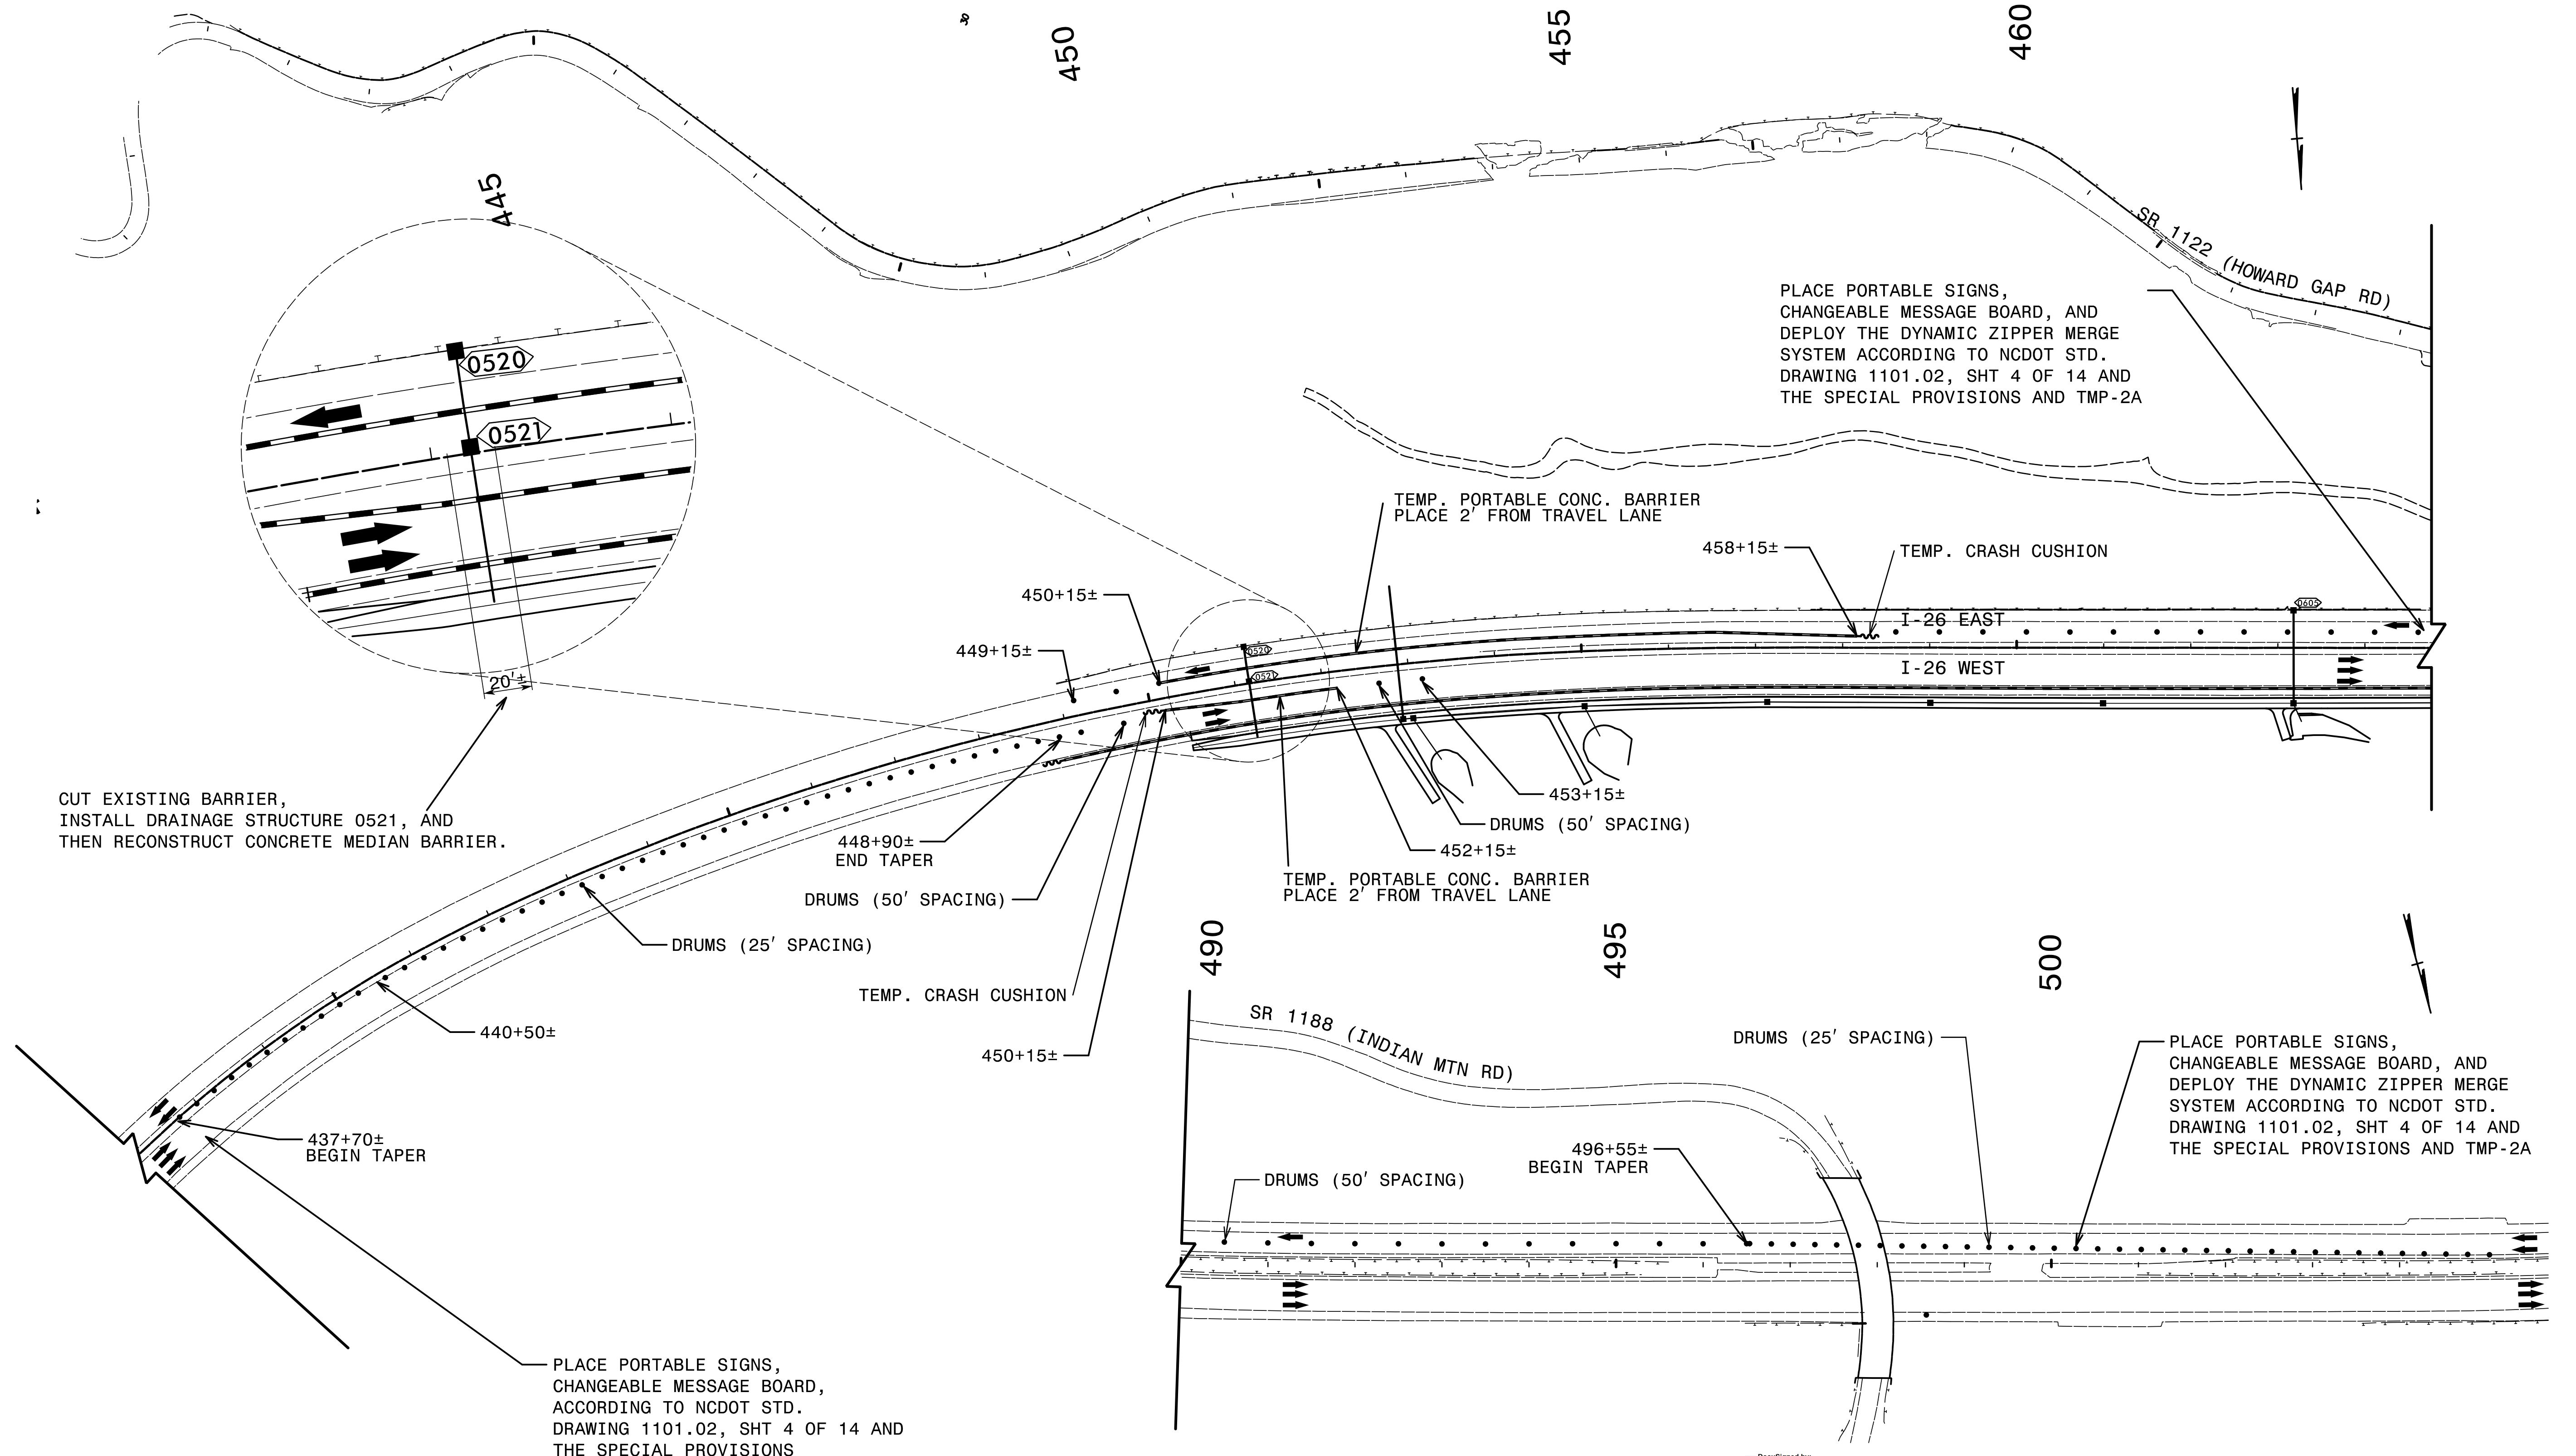 30
450
455
460
445
SR 1122 (HOWARD GAP RD)
PLACE PORTABLE SIGNS,
CHANGEABLE MESSAGE BOARD, AND
DEPLOY THE DYNAMIC ZIPPER MERGE
SYSTEM ACCORDING TO NCDOT STD.
DRAWING 1101.02, SHT 4 OF 14 AND
THE SPECIAL PROVISIONS AND TMP-2A
0520
0521
20'±
TEMP. PORTABLE CONC. BARRIER
PLACE 2' FROM TRAVEL LANE
458+15±
TEMP. CRASH CUSHION
450+15±
449+15±
0605
I-26 EAST
I-26 WEST
0520
0521
CUT EXISTING BARRIER,
INSTALL DRAINAGE STRUCTURE 0521, AND
THEN RECONSTRUCT CONCRETE MEDIAN BARRIER.
453+15±
DRUMS (50' SPACING)
452+15±
448+90±
END TAPER
TEMP. PORTABLE CONC. BARRIER
PLACE 2' FROM TRAVEL LANE
DRUMS (50' SPACING)
DRUMS (25' SPACING)
TEMP. CRASH CUSHION
450+15±
440+50±
437+70±
BEGIN TAPER
PLACE PORTABLE SIGNS,
CHANGEABLE MESSAGE BOARD,
ACCORDING TO NCDOT STD.
DRAWING 1101.02, SHT 4 OF 14 AND
THE SPECIAL PROVISIONS
490
495
500
SR 1188 (INDIAN MTN RD)
DRUMS (25' SPACING)
PLACE PORTABLE SIGNS,
CHANGEABLE MESSAGE BOARD, AND
DEPLOY THE DYNAMIC ZIPPER MERGE
SYSTEM ACCORDING TO NCDOT STD.
DRAWING 1101.02, SHT 4 OF 14 AND
THE SPECIAL PROVISIONS AND TMP-2A
496+55±
BEGIN TAPER
DRUMS (50' SPACING)